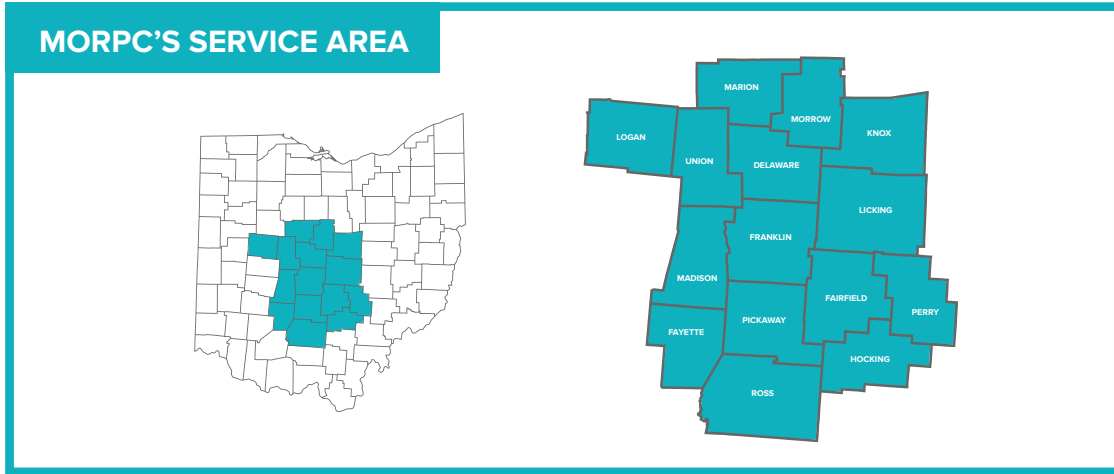 MORPC'S SERVICE AREA
MARION
MORROW
LOGAN
KNOX
UNION
DELAWARE
LICKING
FRANKLIN
MADISON
FAIRFIELD
PERRY
PICKAWAY
FAYETTE
HOCKING
ROSS